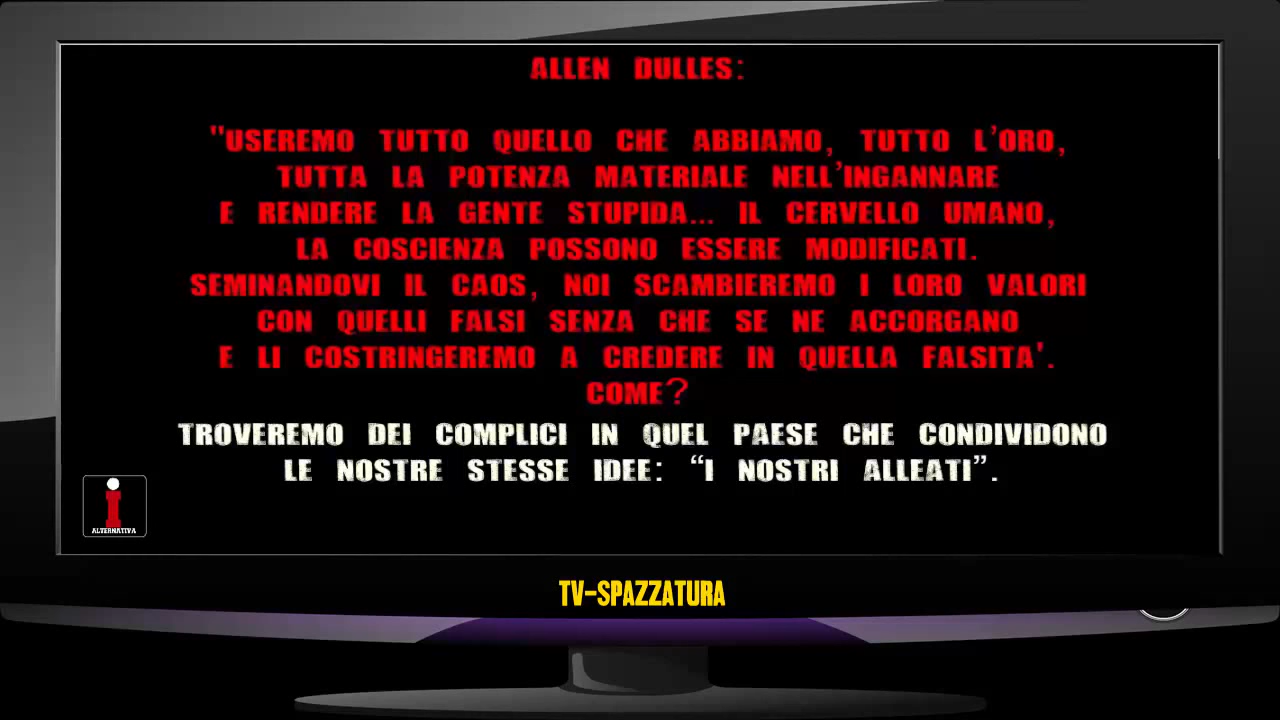 ALLEN DULLES:
"USEREMO TUTTO QUELLO CHE ABBIAMO, TUTTO L'ORO,
TUTTA LA POTENZA MATERIALE NELL'INGANNARE
E RENDERE LA GENTE STUPIDA... IL CERVELLO UMANO,
LA COSCIENZA POSSONO ESSERE MODIFICATI.
SEMINANDOVI IL CAOS, NOI SCAMBIEREMO I LORO VALORI
CON QUELLI FALSI SENZA CHE SE NE ACCORGANO
E LI COSTRINGEREMO A CREDERE IN QUELLA FALSITA'.
COME?
TROVEREMO DEI COMPLICI IN QUEL PAESE CHE CONDIVIDONO
LE NOSTRE STESSE IDEE: “I NOSTRI ALLEATI”.
i
ALTERNATIVA
TV-SPAZZATURA